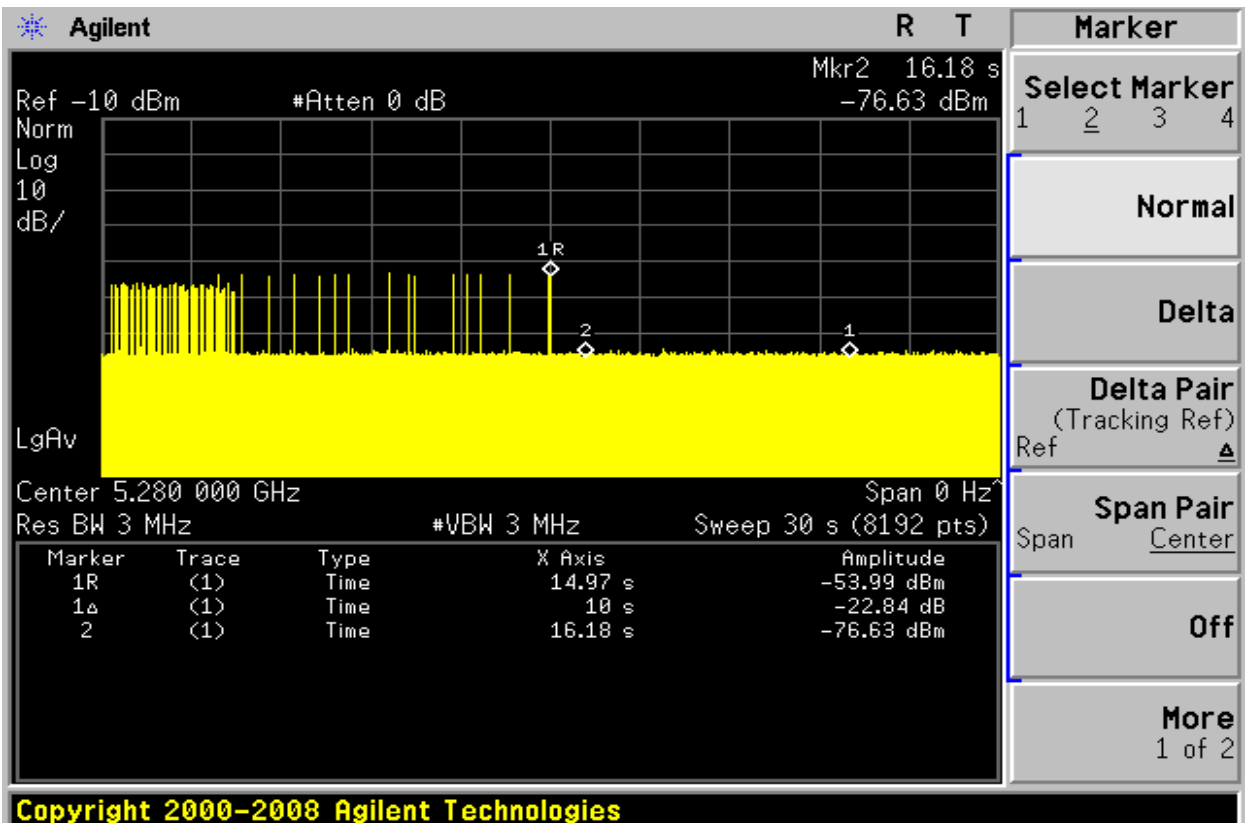 Agilent R T
Marker
Mkr2 16.18 s
Ref -10 dBm #Atten 0 dB -76.63 dBm
Norm
Log
10
dB/
1R
2
1
LgAv
Center 5.280 000 GHz Span 0 Hz^
Res BW 3 MHz #VBW 3 MHz Sweep 30 s (8192 pts)
Marker Trace Type X Axis Amplitude
1R (1) Time 14.97 s -53.99 dBm
1Δ (1) Time 10 s -22.84 dB
2 (1) Time 16.18 s -76.63 dBm
Select Marker
1 2 3 4
Normal
Delta
Delta Pair
(Tracking Ref)
Ref Δ
Span Pair
Span Center
Off
More
1 of 2
Copyright 2000-2008 Agilent Technologies